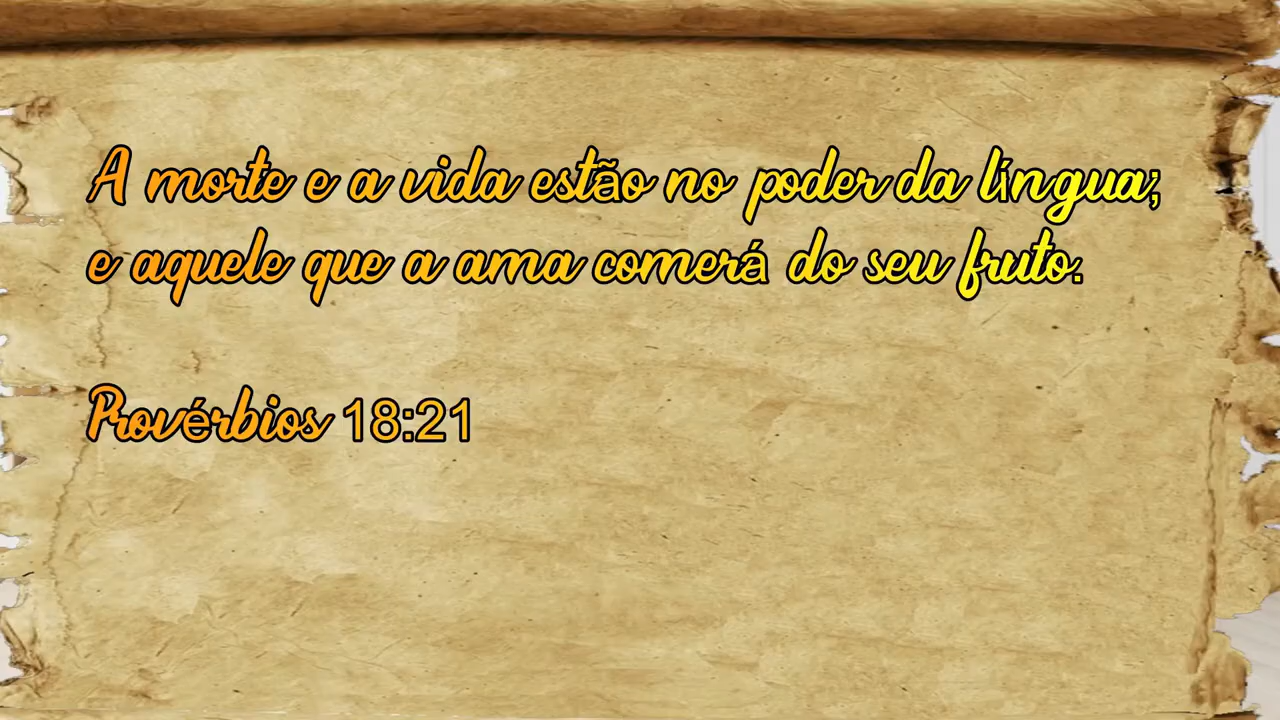 A morte e a vida estão no poder da língua;
e aquele que a ama comerá do seu fruto.
Provérbios 18:21